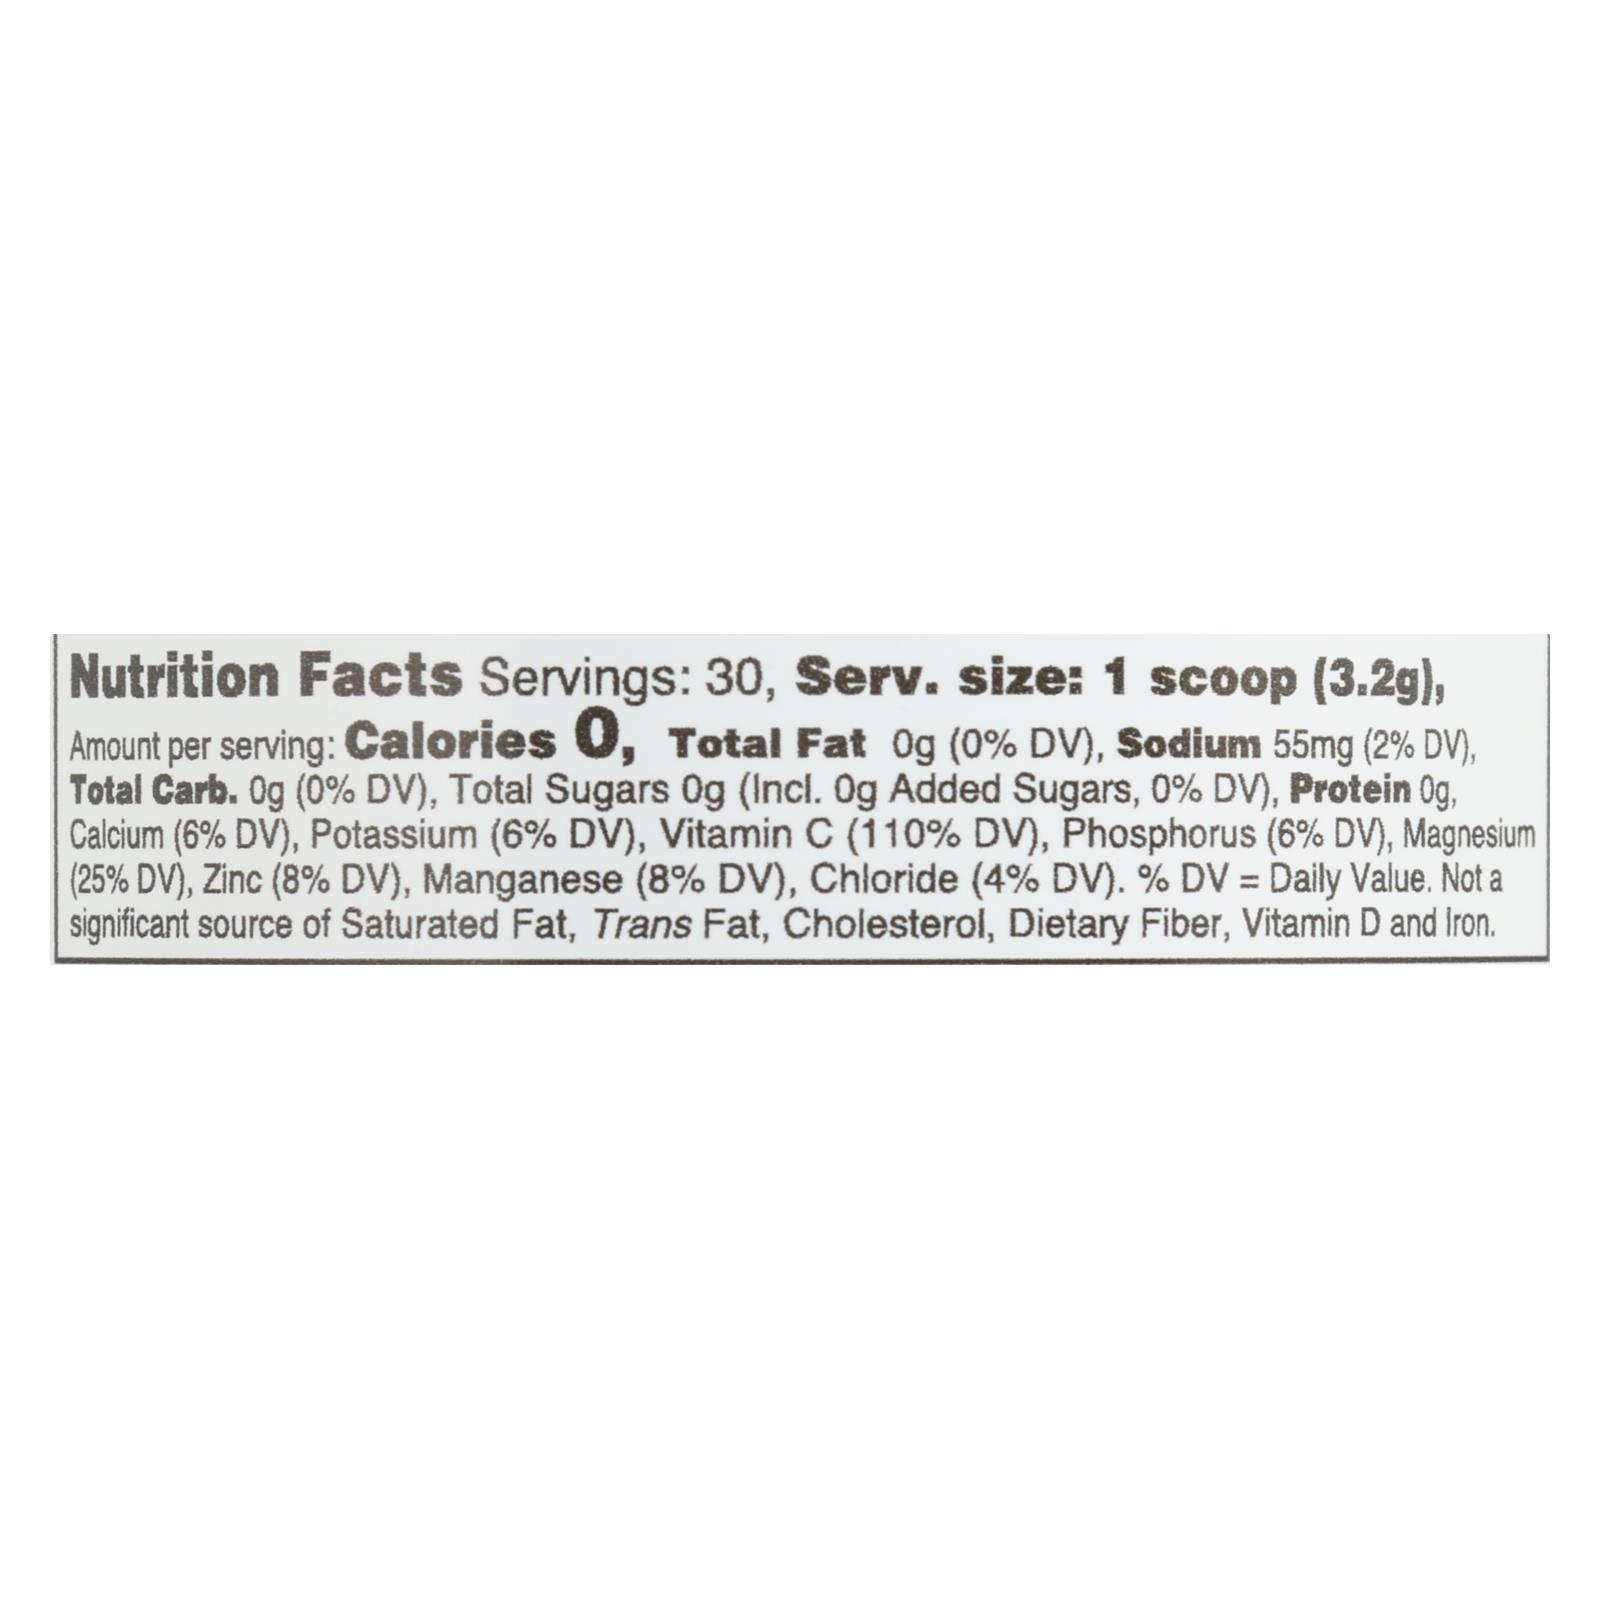 Nutrition Facts Servings: 30, Serv. size: 1 scoop (3.2g),
Amount per serving: Calories 0, Total Fat 0g (0% DV), Sodium 55mg (2% DV),
Total Carb. 0g (0% DV), Total Sugars 0g (Incl. 0g Added Sugars, 0% DV), Protein 0g,
Calcium (6% DV), Potassium (6% DV), Vitamin C (110% DV), Phosphorus (6% DV), Magnesium
(25% DV), Zinc (8% DV), Manganese (8% DV), Chloride (4% DV). % DV = Daily Value. Not a
significant source of Saturated Fat, Trans Fat, Cholesterol, Dietary Fiber, Vitamin D and Iron.